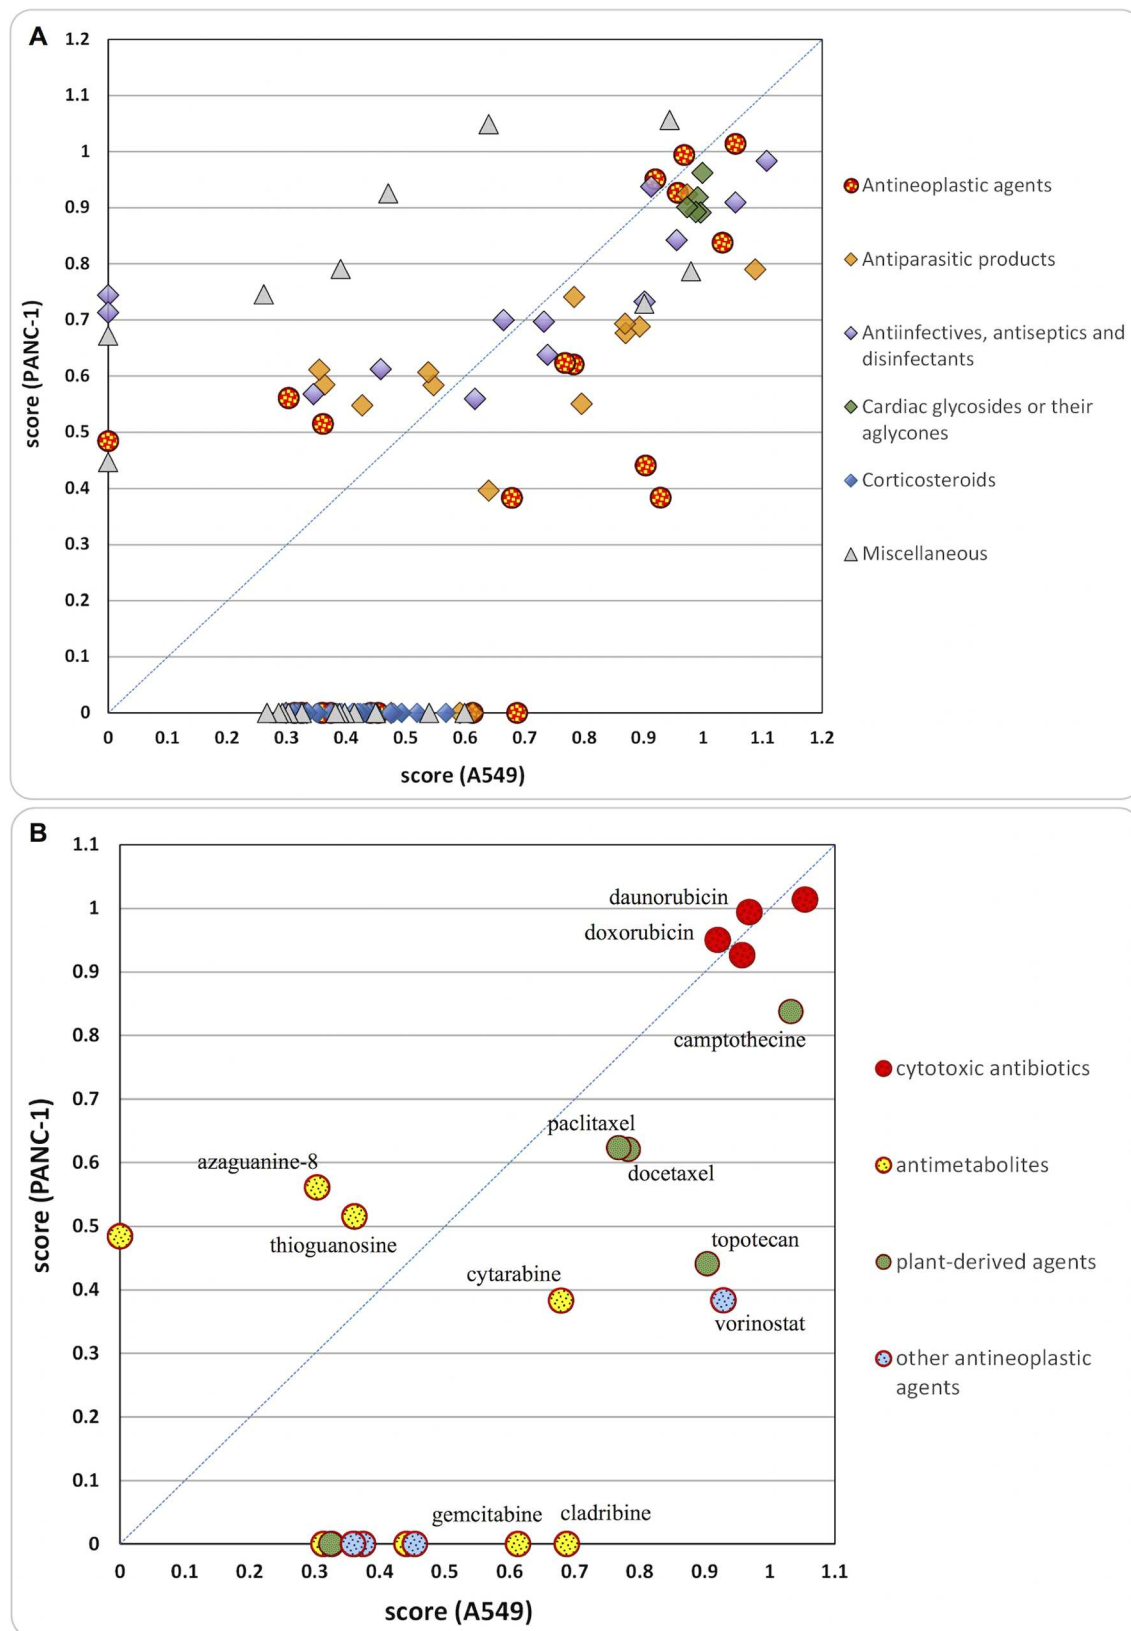 A
1.2
1.1
1
0.9
0.8
0.7
0.6
0.5
0.4
0.3
0.2
0.1
0
score (PANC-1)
0 0.1 0.2 0.3 0.4 0.5 0.6 0.7 0.8 0.9 1 1.1 1.2
score (A549)
Antineoplastic agents
Antiparasitic products
Antiinfectives, antiseptics and
disinfectants
Cardiac glycosides or their
aglycones
Corticosteroids
Miscellaneous
B
1.1
1
0.9
0.8
0.7
0.6
0.5
0.4
0.3
0.2
0.1
0
score (PANC-1)
daunorubicin
doxorubicin
camptothecine
paclitaxel
azaguanine-8
docetaxel
thioguanosine
topotecan
cytarabine
vorinostat
gemcitabine cladribine
0 0.1 0.2 0.3 0.4 0.5 0.6 0.7 0.8 0.9 1 1.1
score (A549)
cytotoxic antibiotics
antimetabolites
plant-derived agents
other antineoplastic
agents